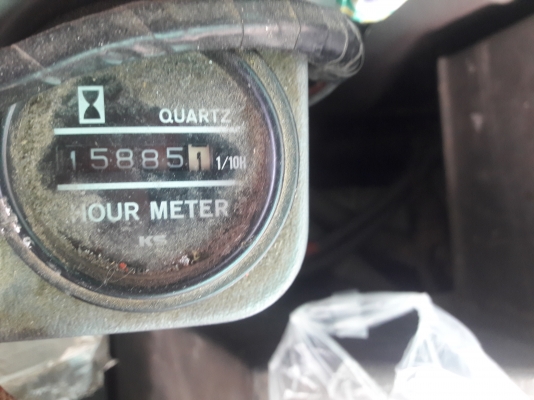 QUARTZ
158851 1/10H
HOUR METER
KS